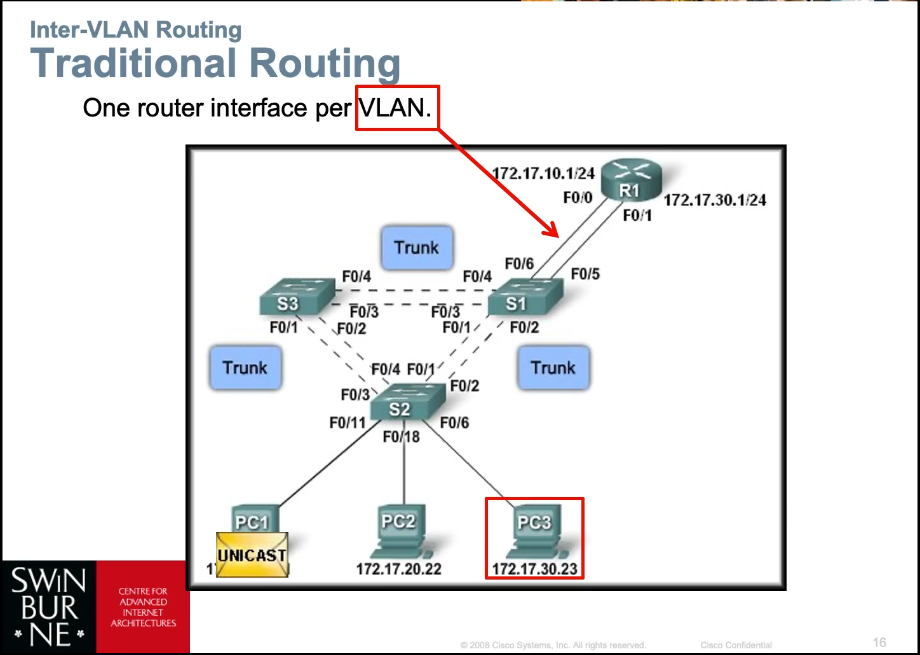 Inter-VLAN Routing
Traditional Routing
One router interface per VLAN.
172.17.10.1/24
R1
F0/0
172.17.30.1/24
F0/1
Trunk
F0/6
F0/4
F0/4
F0/5
S3
S1
F0/3
F0/3
F0/1
F0/2
F0/1
F0/2
Trunk
Trunk
F0/4
F0/1
F0/3
F0/2
S2
F0/11
F0/6
F0/18
PC1
PC2
PC3
UNICAST
172.17.20.22
172.17.30.23
SWIN
BUR
* NE *
CENTRE FOR
ADVANCED
INTERNET
ARCHITECTURES
© 2008 Cisco Systems, Inc. All rights reserved.
Cisco Confidential
16